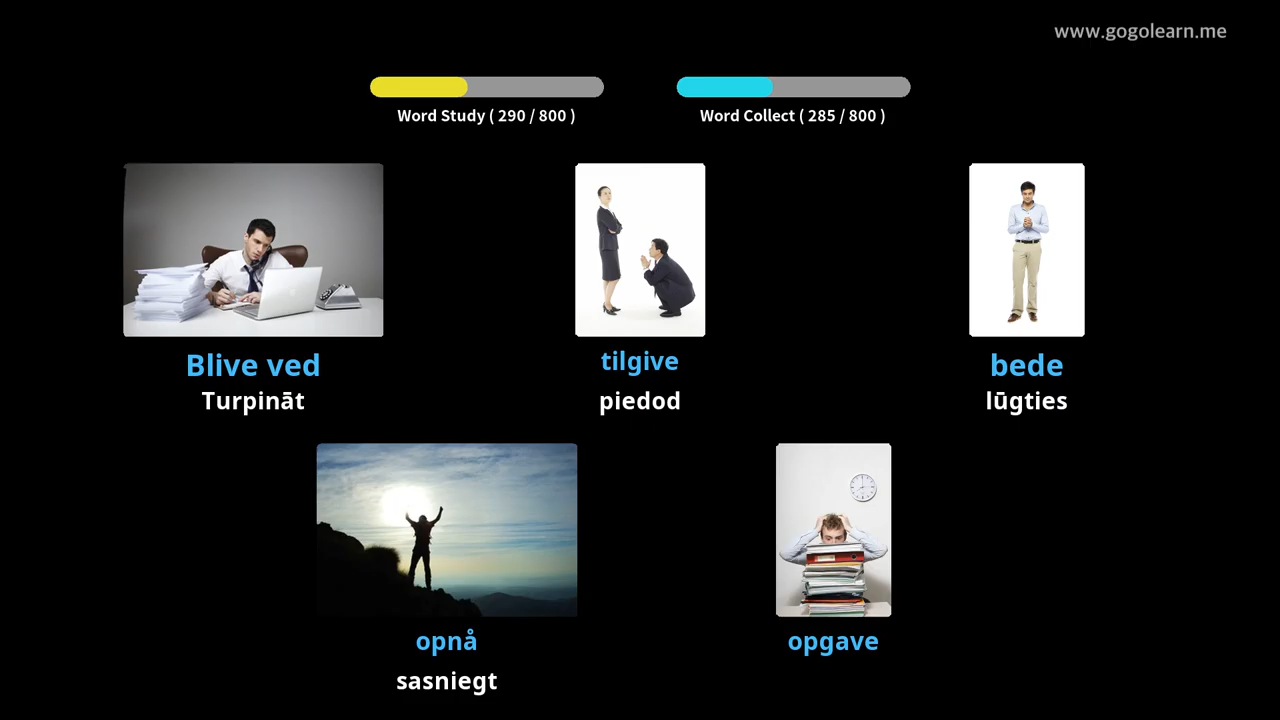 www.gogolearn.me
Word Study ( 290 / 800 )
Word Collect ( 285 / 800 )
Blive ved
Turpināt
tilgive
piedod
bede
lūgties
opnå
sasniegt
opgave